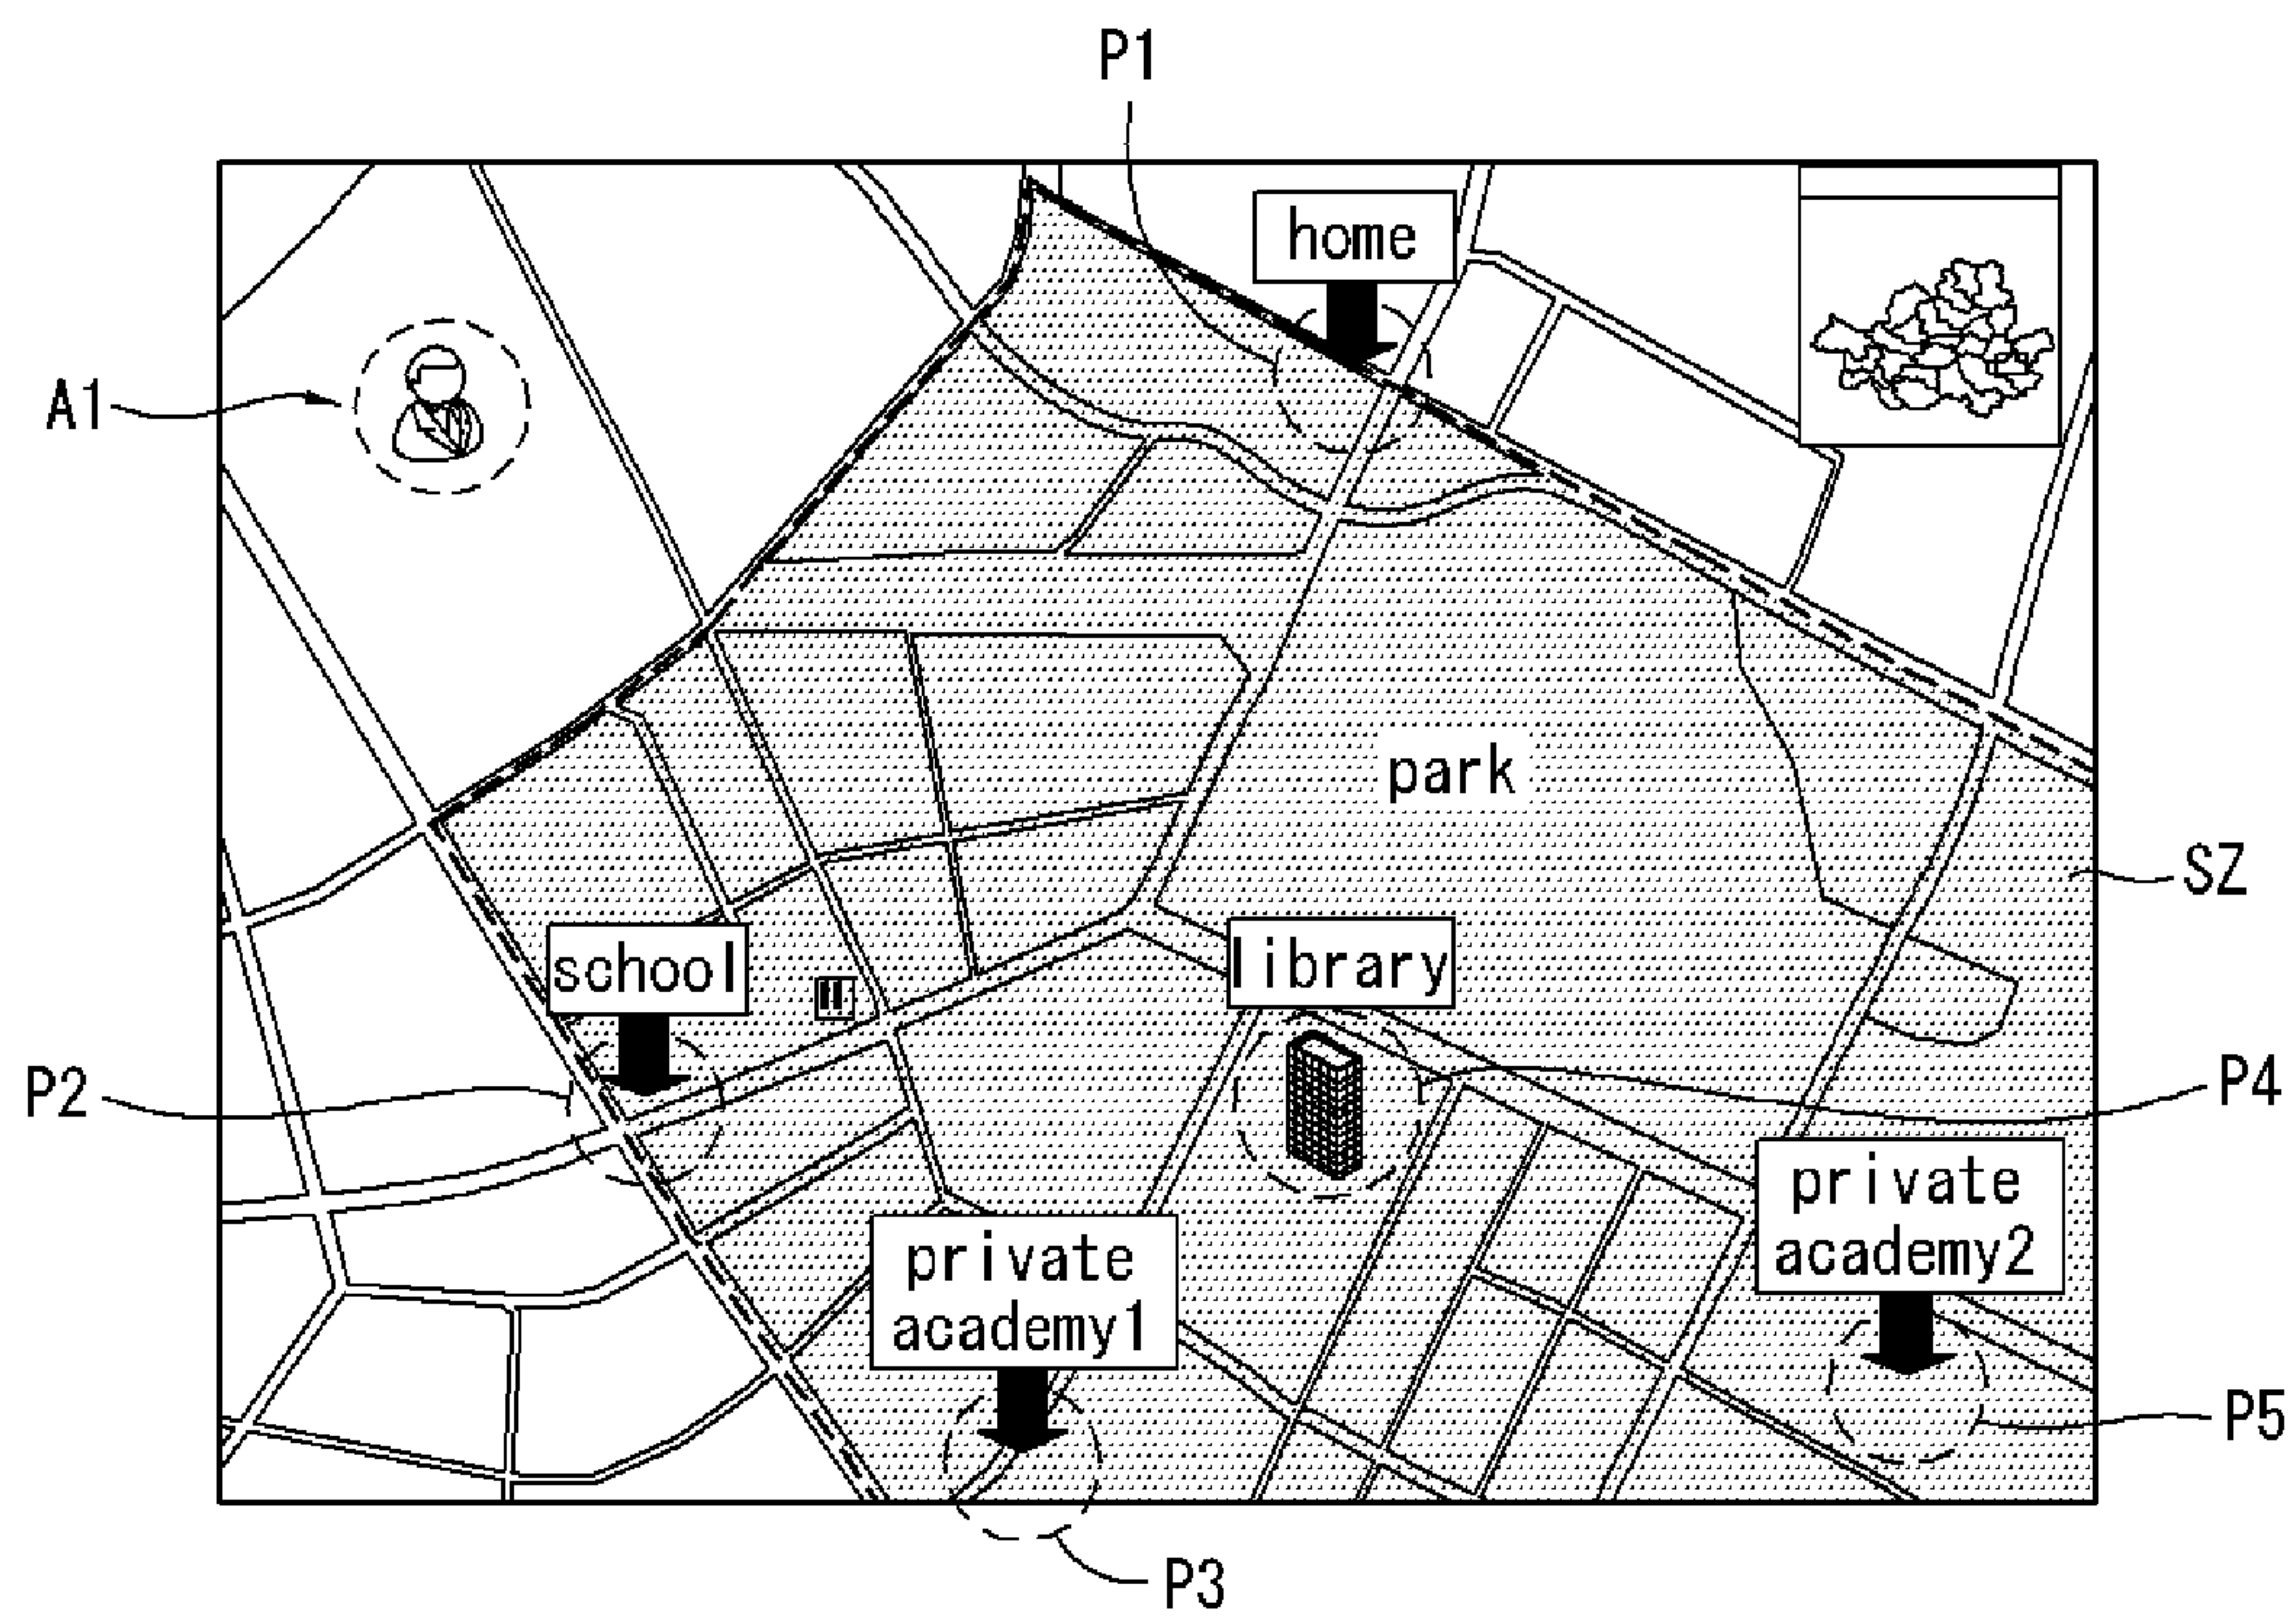 P1
home
A1
park
SZ
school
library
P2
P4
private
academy2
private
academy1
P5
P3